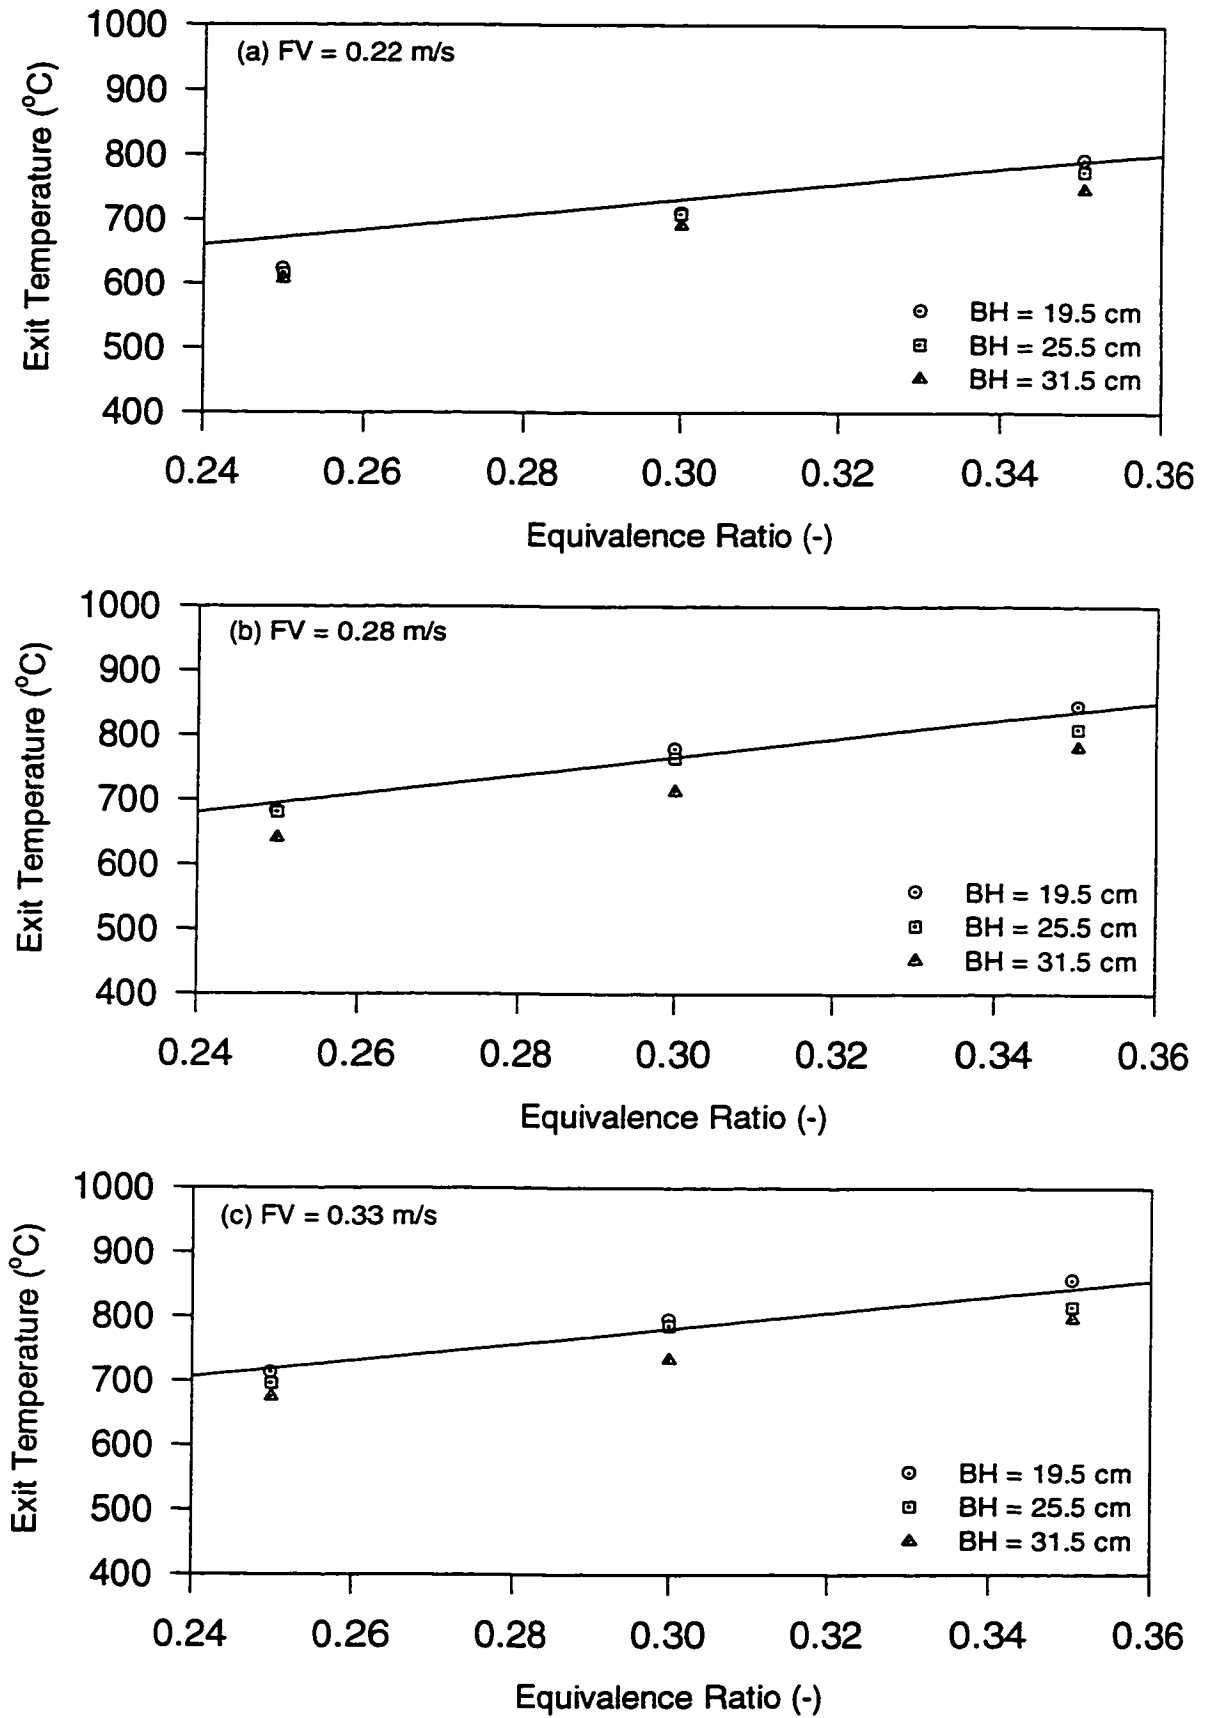 1000
(a) FV = 0.22 m/s
900
800
700
600
500
400
Exit Temperature (°C)
BH = 19.5 cm
BH = 25.5 cm
BH = 31.5 cm
0.24 0.26 0.28 0.30 0.32 0.34 0.36
Equivalence Ratio (-)
1000
(b) FV = 0.28 m/s
900
800
700
600
500
400
Exit Temperature (°C)
BH = 19.5 cm
BH = 25.5 cm
BH = 31.5 cm
0.24 0.26 0.28 0.30 0.32 0.34 0.36
Equivalence Ratio (-)
1000
(c) FV = 0.33 m/s
900
800
700
600
500
400
Exit Temperature (°C)
BH = 19.5 cm
BH = 25.5 cm
BH = 31.5 cm
0.24 0.26 0.28 0.30 0.32 0.34 0.36
Equivalence Ratio (-)